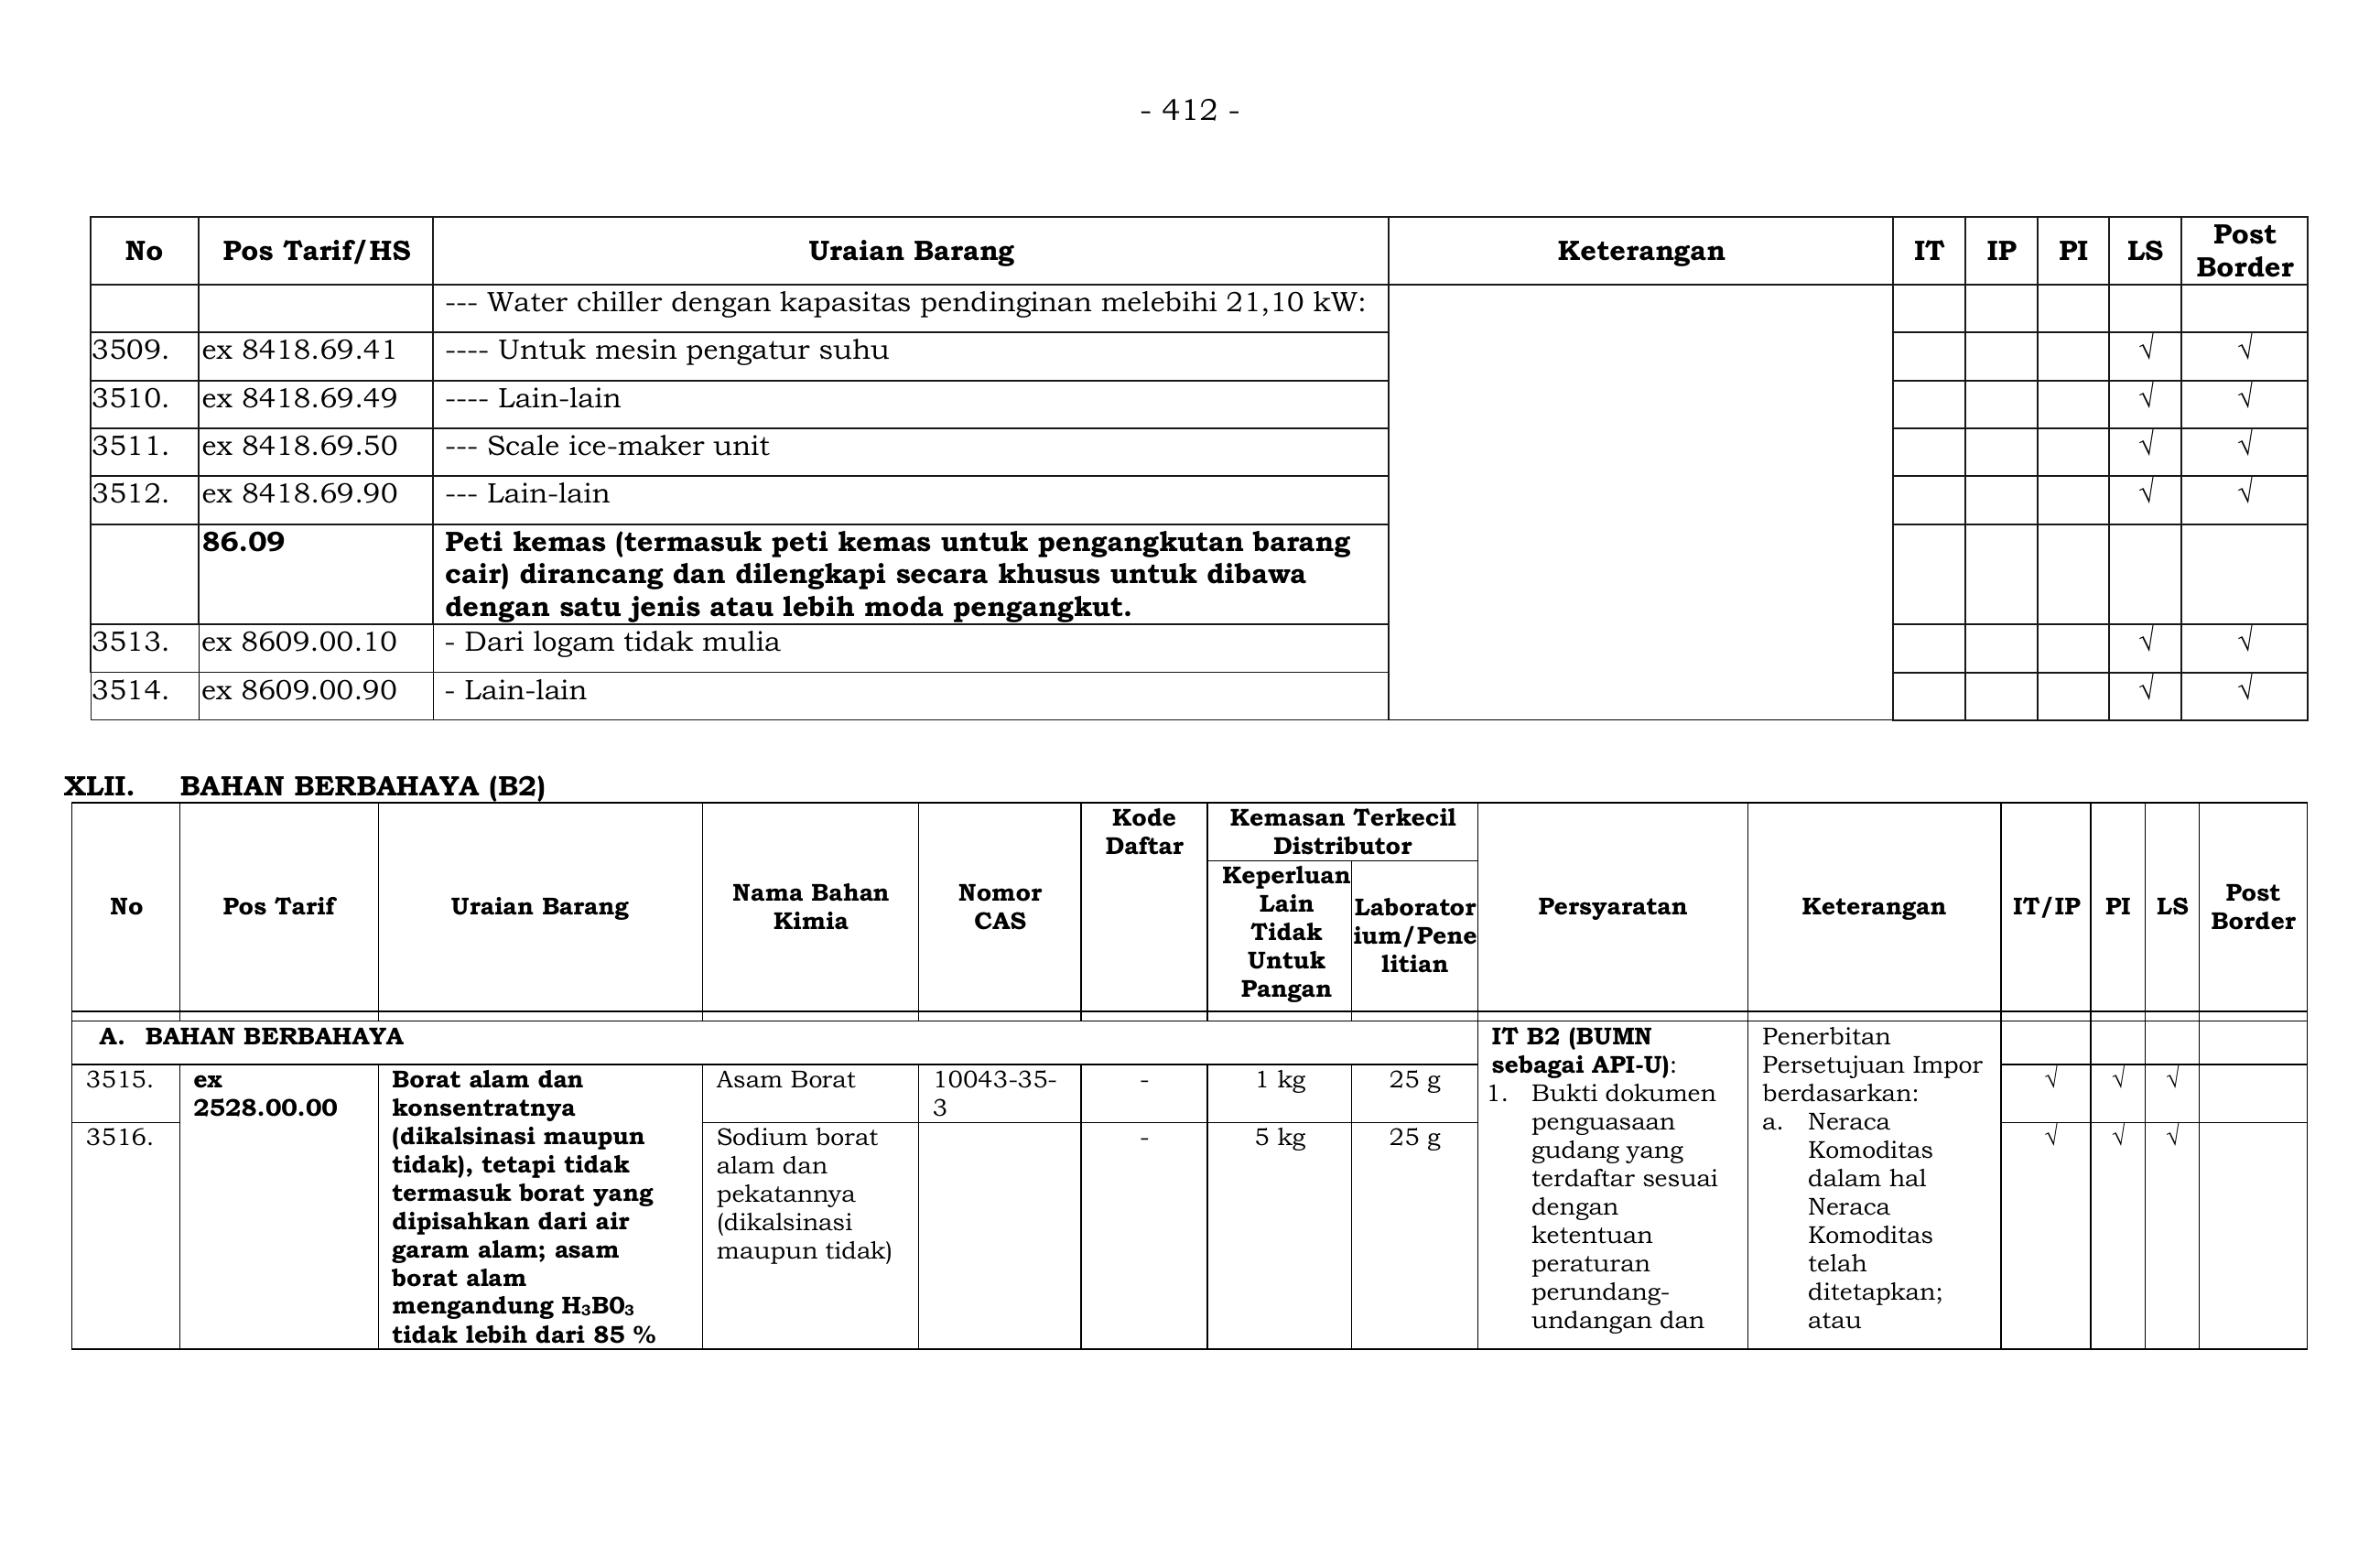 - 412 -
No Pos Tarif/HS Uraian Barang Keterangan IT IP PI LS Post Border
--- Water chiller dengan kapasitas pendinginan melebihi 21,10 kW:
3509. ex 8418.69.41 ---- Untuk mesin pengatur suhu √ √
3510. ex 8418.69.49 ---- Lain-lain √ √
3511. ex 8418.69.50 --- Scale ice-maker unit √ √
3512. ex 8418.69.90 --- Lain-lain √ √
86.09 Peti kemas (termasuk peti kemas untuk pengangkutan barang
cair) dirancang dan dilengkapi secara khusus untuk dibawa
dengan satu jenis atau lebih moda pengangkut.
3513. ex 8609.00.10 - Dari logam tidak mulia √ √
3514. ex 8609.00.90 - Lain-lain √ √
XLII. BAHAN BERBAHAYA (B2)
No
Pos Tarif
Uraian Barang
Nama Bahan
Kimia
Nomor
CAS
Kode
Daftar
Kemasan Terkecil
Distributor
Keperluan
Lain
Tidak
Untuk
Pangan
Laborator
ium/Pene
litian
Persyaratan
Keterangan
IT/IP
PI
LS
Post
Border
A. BAHAN BERBAHAYA
3515.
3516.
ex
2528.00.00
Borat alam dan
konsentratnya
(dikalsinasi maupun
tidak), tetapi tidak
termasuk borat yang
dipisahkan dari air
garam alam; asam
borat alam
mengandung H₃B0₃
tidak lebih dari 85 %
Asam Borat
10043-35-
3
- 1 kg 25 g
Sodium borat
alam dan
pekatannya
(dikalsinasi
maupun tidak)
- 5 kg 25 g
IT B2 (BUMN
sebagai API-U):
1. Bukti dokumen
penguasaan
gudang yang
terdaftar sesuai
dengan
ketentuan
peraturan
perundang-
undangan dan
Penerbitan
Persetujuan Impor
berdasarkan:
a. Neraca
Komoditas
dalam hal
Neraca
Komoditas
telah
ditetapkan;
atau
√ √ √
√ √ √